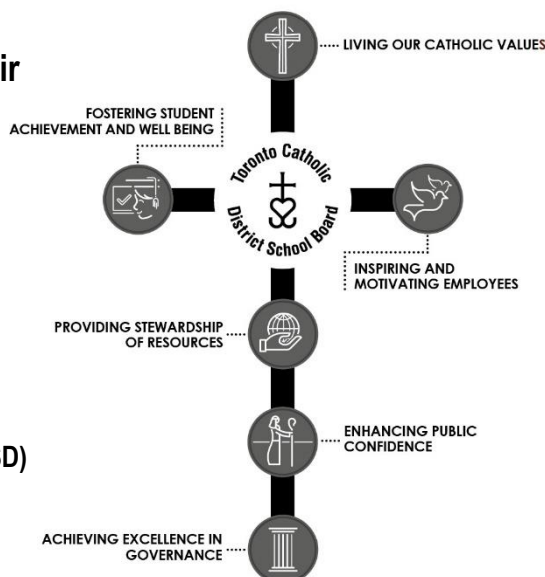 LIVING OUR CATHOLIC VALUES
ir
FOSTERING STUDENT
ACHIEVEMENT AND WELL BEING
Toronto Catholic
District School Board
INSPIRING AND
MOTIVATING EMPLOYEES
PROVIDING STEWARDSHIP
OF RESOURCES
ENHANCING PUBLIC
CONFIDENCE
D)
ACHIEVING EXCELLENCE IN
GOVERNANCE